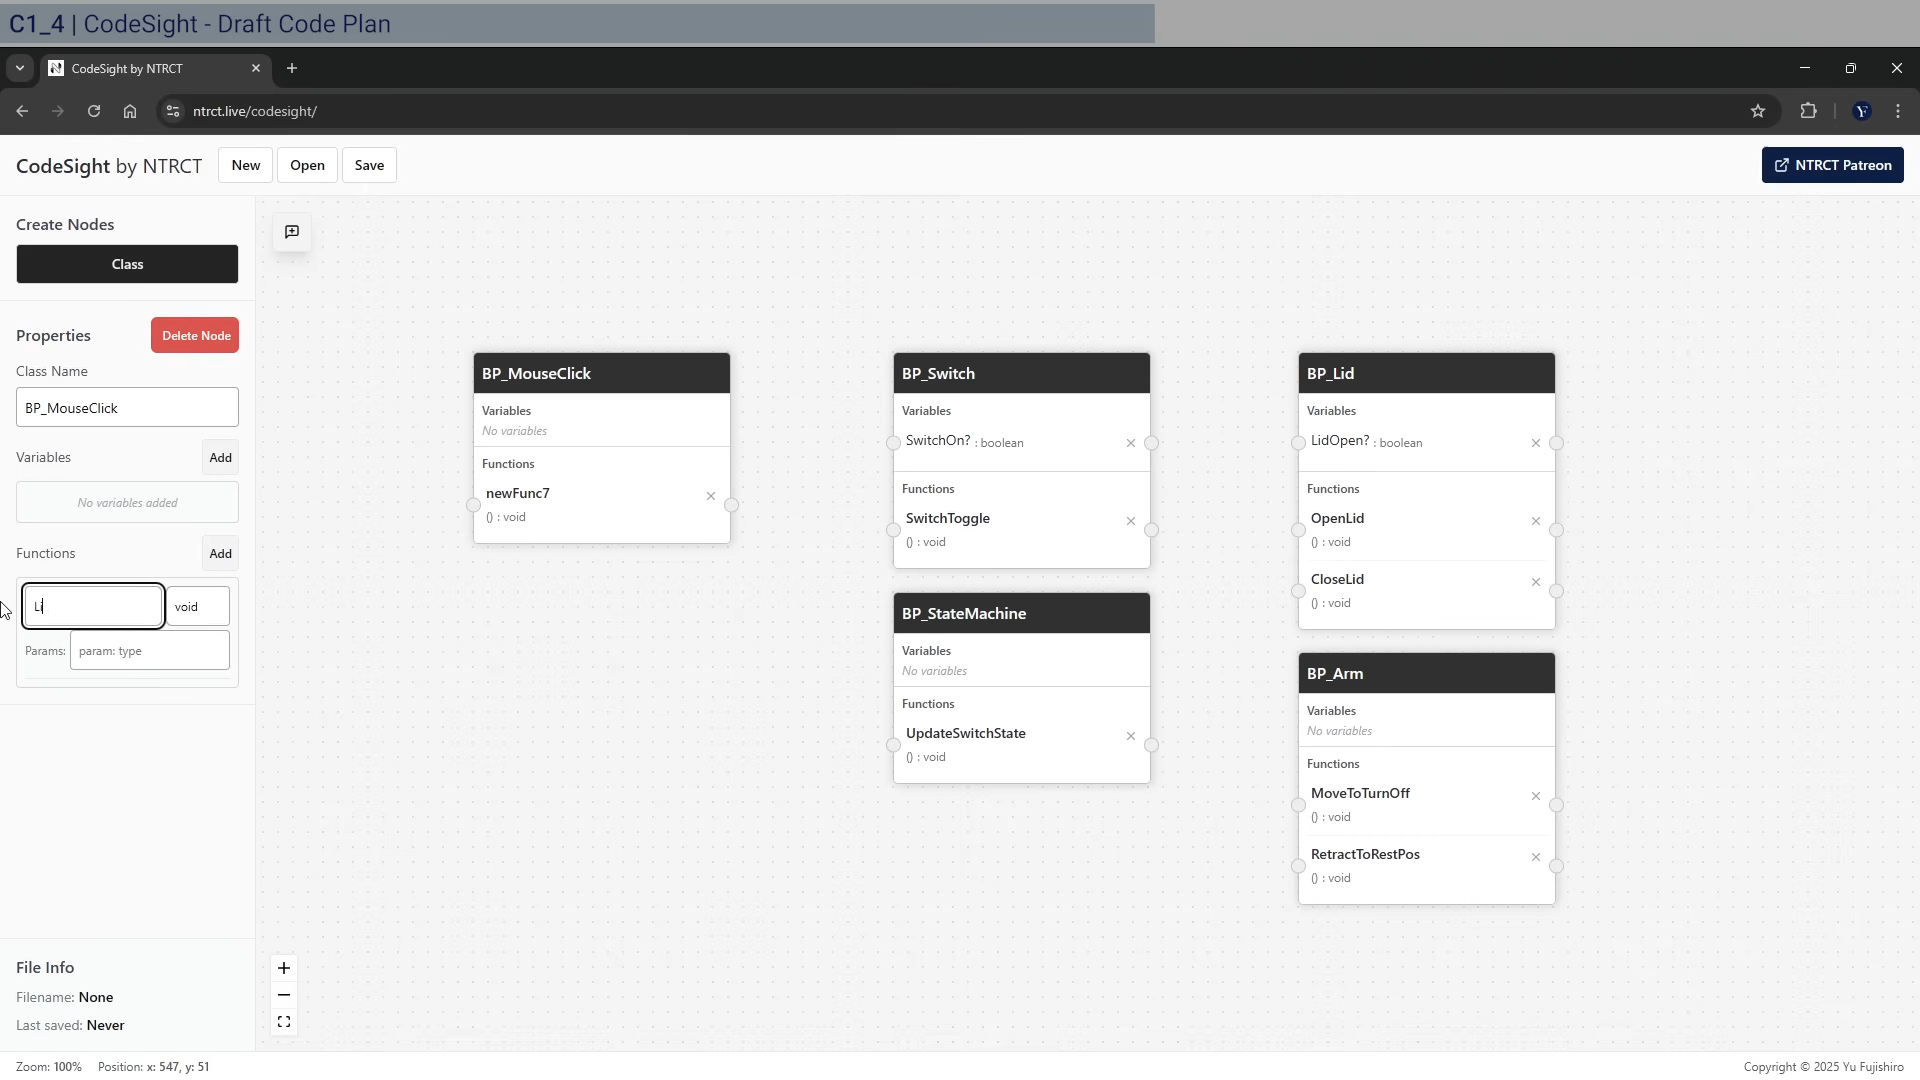 C1_4 | CodeSight - Draft Code Plan
CodeSight by NTRCT
ntrct.live/codesight/
CodeSight by NTRCT
New
Open
Save
NTRCT Patreon
Create Nodes
Class
Properties
Delete Node
Class Name
BP_MouseClick
Variables
Add
No variables added
Functions
Add
Li
void
Params:
param: type
File Info
Filename: None
Last saved: Never
BP_MouseClick
Variables
No variables
Functions
newFunc7
() : void
BP_Switch
Variables
SwitchOn? : boolean
Functions
SwitchToggle
() : void
BP_StateMachine
Variables
No variables
Functions
UpdateSwitchState
() : void
BP_Lid
Variables
LidOpen? : boolean
Functions
OpenLid
() : void
CloseLid
() : void
BP_Arm
Variables
No variables
Functions
MoveToTurnOff
() : void
RetractToRestPos
() : void
Zoom: 100%
Position: x: 547, y: 51
Copyright © 2025 Yu Fujishiro